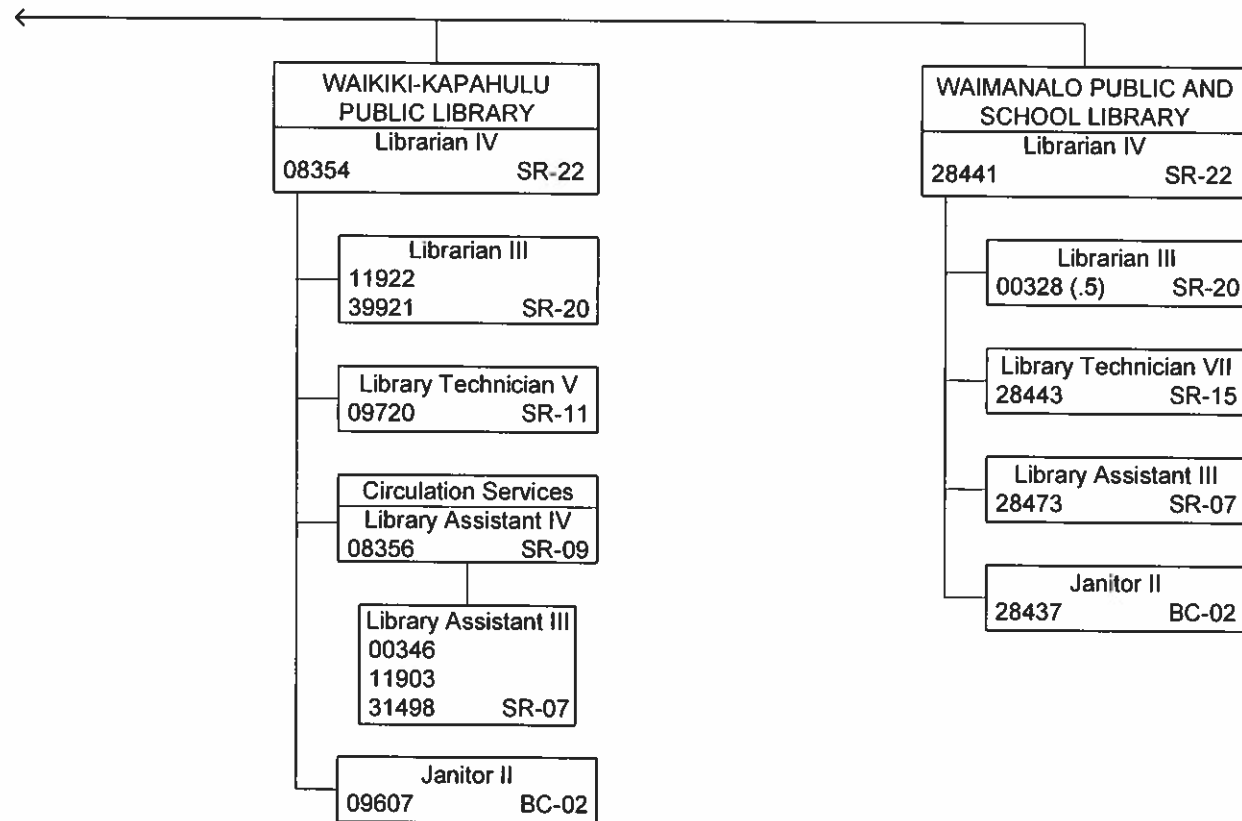 WAIKIKI-KAPAHULU
PUBLIC LIBRARY
Librarian IV
08354 SR-22
Librarian III
11922
39921 SR-20
Library Technician V
09720 SR-11
Circulation Services
Library Assistant IV
08356 SR-09
Library Assistant III
00346
11903
31498 SR-07
Janitor II
09607 BC-02
WAIMANALO PUBLIC AND
SCHOOL LIBRARY
Librarian IV
28441 SR-22
Librarian III
00328 (.5) SR-20
Library Technician VII
28443 SR-15
Library Assistant III
28473 SR-07
Janitor II
28437 BC-02